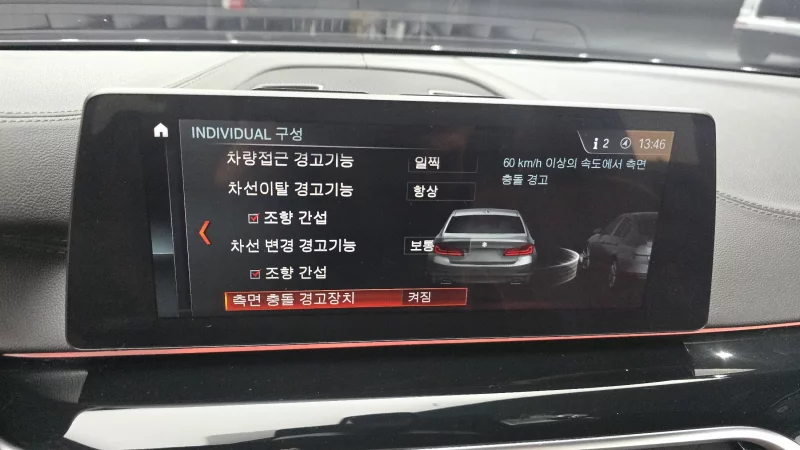 INDIVIDUAL 구성
2 ④ 13:46
차량접근 경고기능 일찍
차선이탈 경고기능 항상
조향 간섭
차선 변경 경고기능 보통
조향 간섭
측면 충돌 경고장치 켜짐
60 km/h 이상의 속도에서 측면
충돌 경고